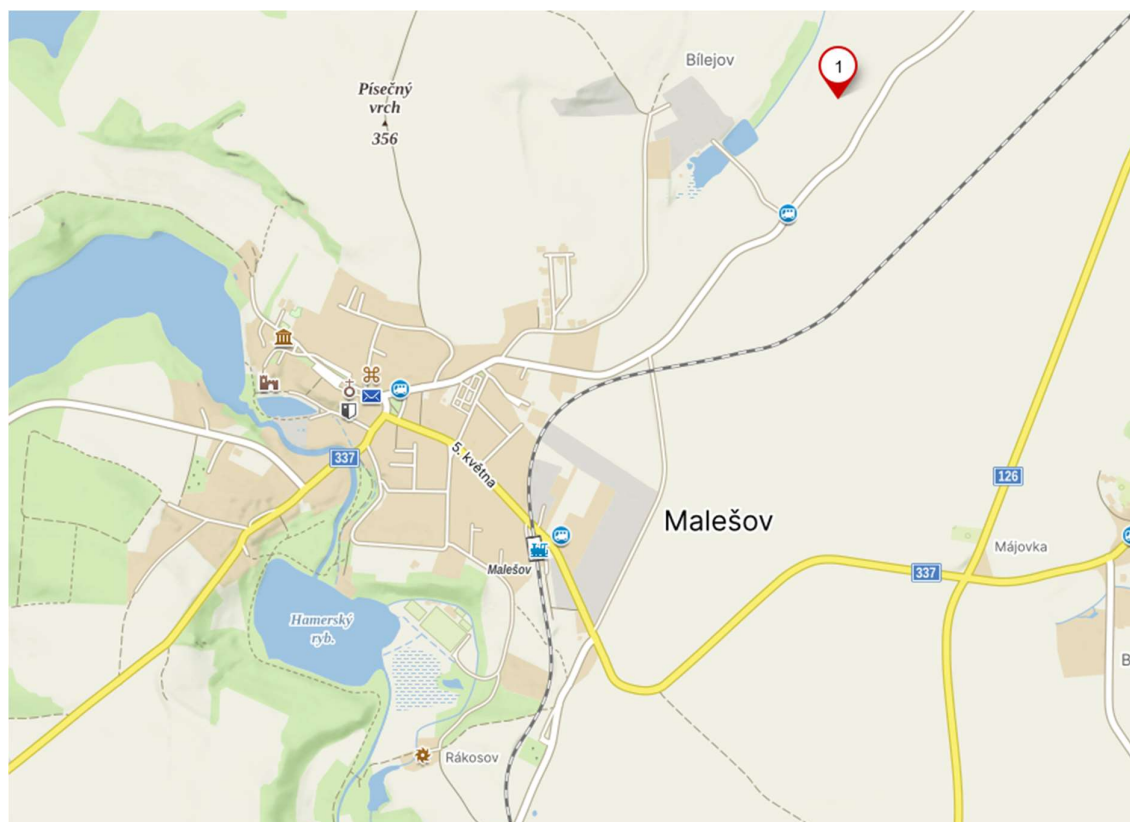 Bílejov
1
Písečný
vrch
356
337
5. května
126
Malešov
Májovka
337
Malešov
Hamerský
ryb.
B
Rákosov